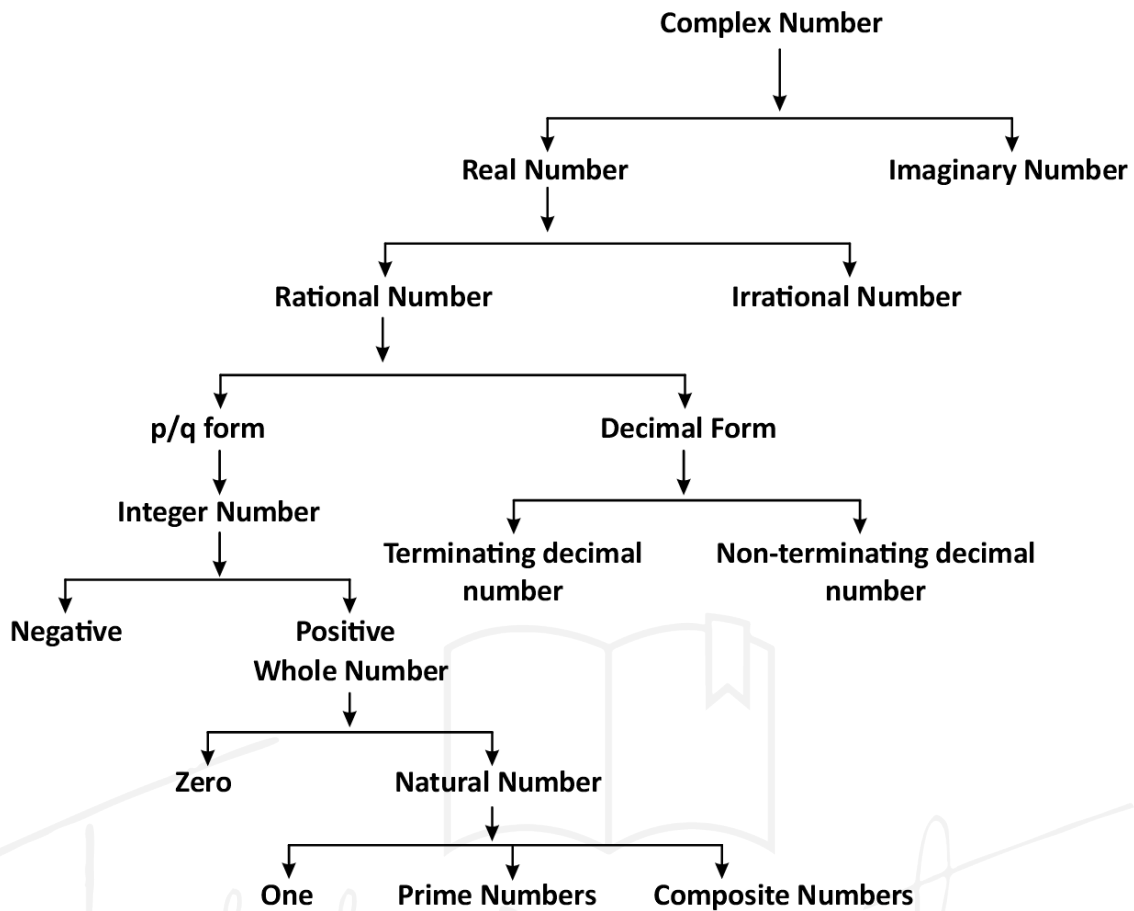 Complex Number
Real Number
Imaginary Number
Rational Number
Irrational Number
p/q form
Decimal Form
Integer Number
Terminating decimal
number
Non-terminating decimal
number
Negative
Positive
Whole Number
Zero
Natural Number
One
Prime Numbers
Composite Numbers